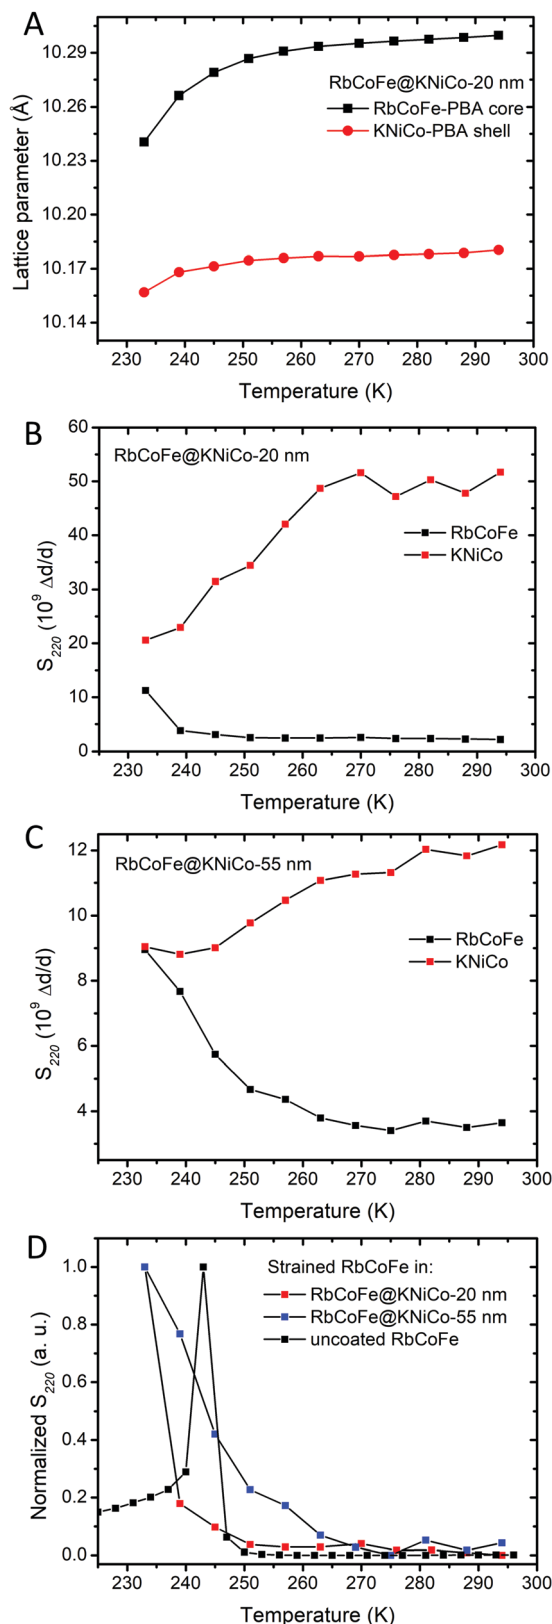 A
RbCoFe@KNiCo-20 nm
RbCoFe-PBA core
KNiCo-PBA shell
Lattice parameter (Å)
10.29
10.26
10.23
10.20
10.17
10.14
230 240 250 260 270 280 290 300
Temperature (K)
B
RbCoFe@KNiCo-20 nm
RbCoFe
KNiCo
S220 (10^9 Δd/d)
60
50
40
30
20
10
0
230 240 250 260 270 280 290 300
Temperature (K)
C
RbCoFe@KNiCo-55 nm
RbCoFe
KNiCo
S220 (10^9 Δd/d)
12
10
8
6
4
230 240 250 260 270 280 290 300
Temperature (K)
D
Strained RbCoFe in:
RbCoFe@KNiCo-20 nm
RbCoFe@KNiCo-55 nm
uncoated RbCoFe
Normalized S220 (a. u.)
1.0
0.8
0.6
0.4
0.2
0.0
230 240 250 260 270 280 290 300
Temperature (K)